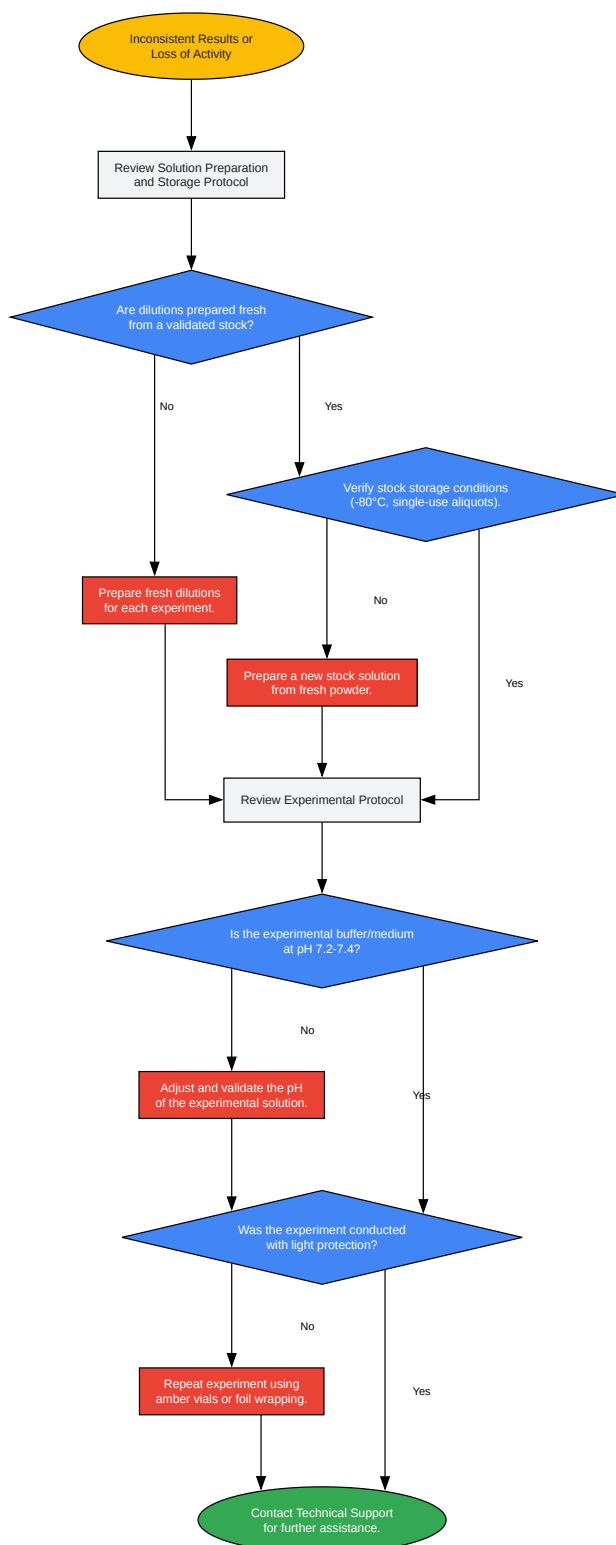 Inconsistent Results or
Loss of Activity
Review Solution Preparation
and Storage Protocol
Are dilutions prepared fresh
from a validated stock?
No
Yes
Verify stock storage conditions
(-80°C, single-use aliquots).
Prepare fresh dilutions
for each experiment.
No
Prepare a new stock solution
from fresh powder.
Yes
Review Experimental Protocol
Is the experimental buffer/medium
at pH 7.2-7.4?
No
Adjust and validate the pH
of the experimental solution.
Yes
Was the experiment conducted
with light protection?
No
Repeat experiment using
amber vials or foil wrapping.
Yes
Contact Technical Support
for further assistance.